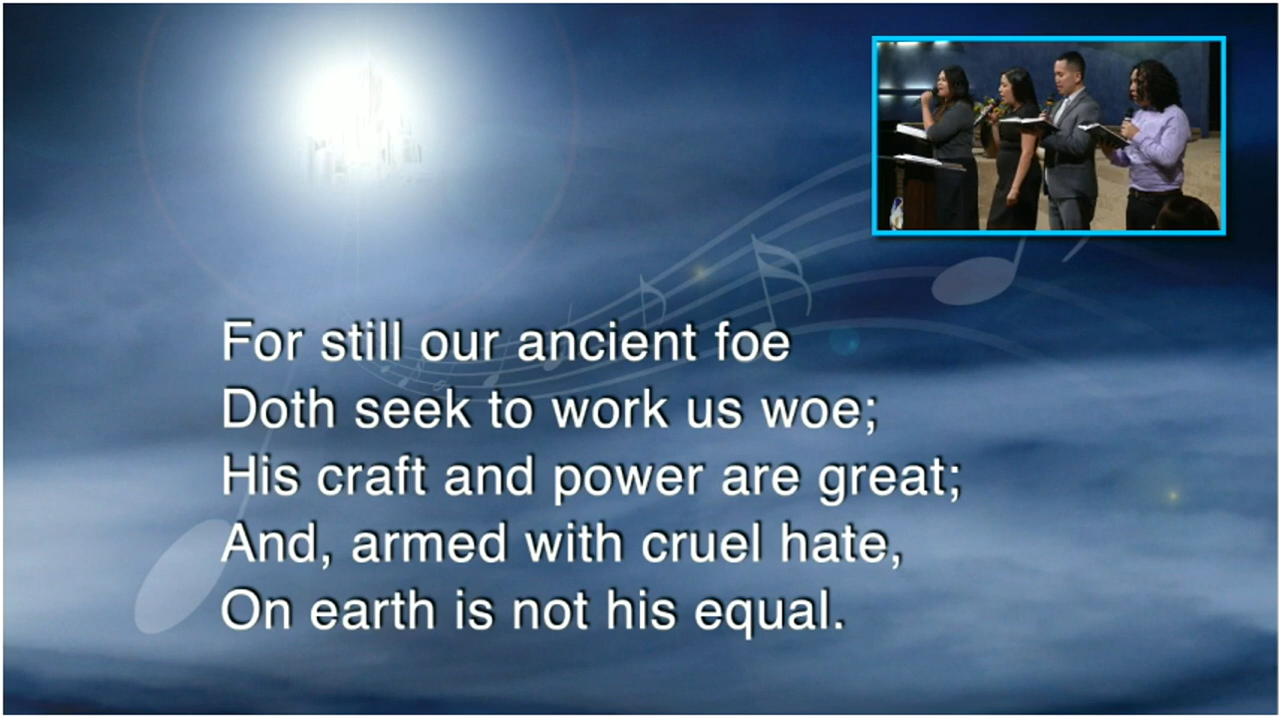 For still our ancient foe
Doth seek to work us woe;
His craft and power are great;
And, armed with cruel hate,
On earth is not his equal.